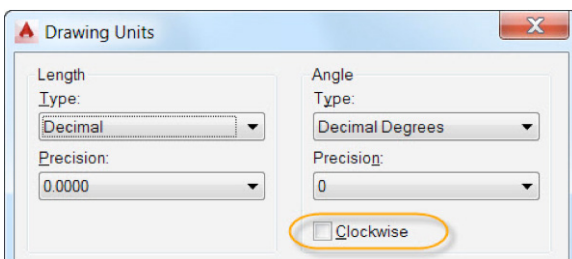 Drawing Units
Length
Type:
Decimal
Precision:
0.0000
Angle
Type:
Decimal Degrees
Precision:
0
Clockwise